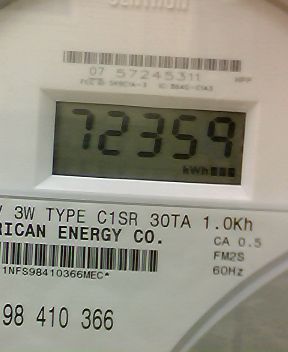 07 57245311
72359
kWh
V 3W TYPE C1SR 30TA 1.0Kh
RICAN ENERGY CO. CA 0.5
FM2S
1NFS98410366MEC* 60Hz
98 410 366